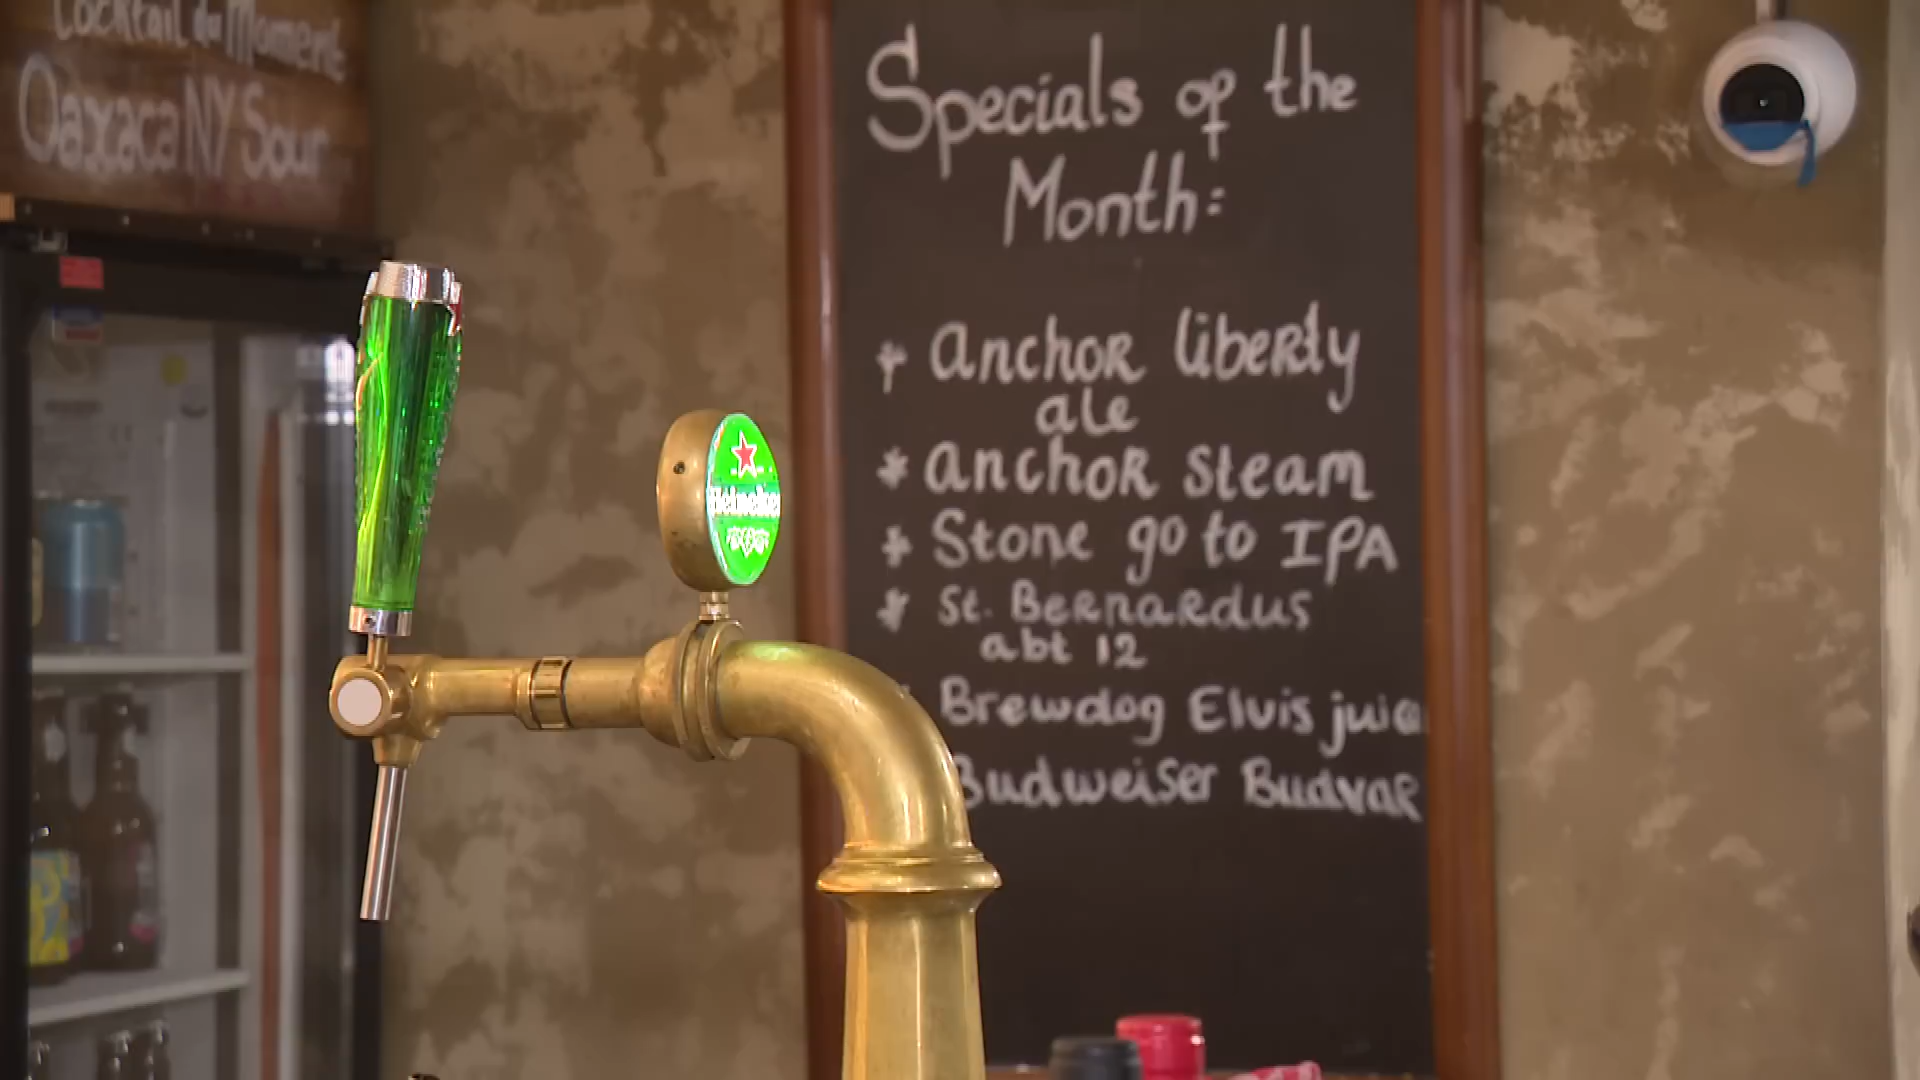 Cocktail du Moment
Oaxaca NY Sour
Specials of the
Month:
* Anchor liberty
ale
* Anchor Steam
* Stone go to IPA
* St. Bernardus
abt 12
Brewdog Elvis juice
Budweiser Budvar
Heineken